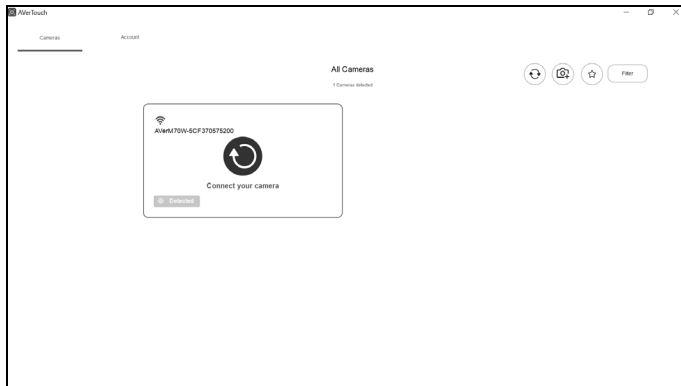 AVerTouch
Cameras Account
All Cameras
1 Cameras detected
Filter
AVerM70W-5CF370575200
Connect your camera
Detected